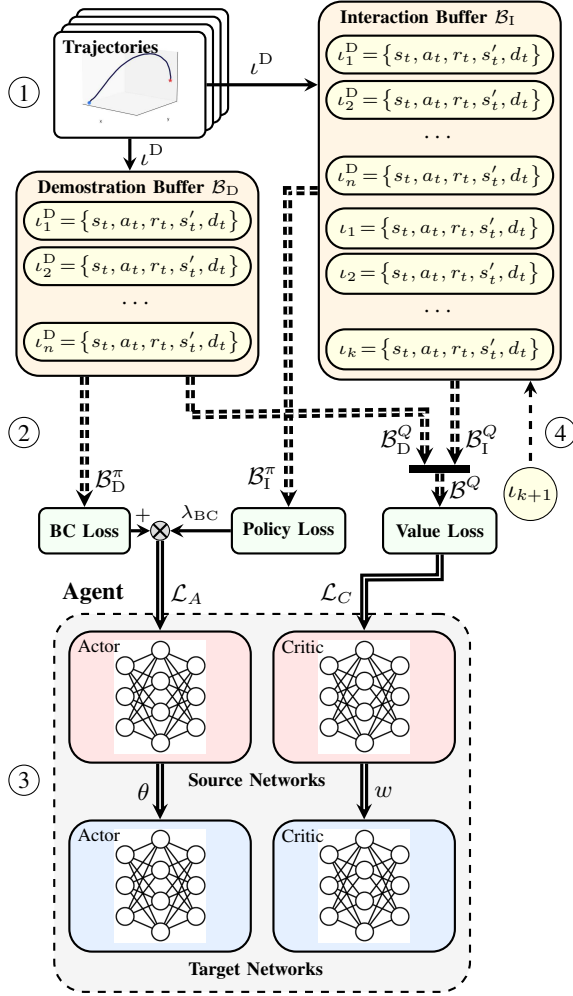 Interaction Buffer 𝓑_I
Trajectories
x
x
①
ι^D
ι^D
ι_1^D = {s_t, a_t, r_t, s'_t, d_t}
ι_2^D = {s_t, a_t, r_t, s'_t, d_t}
...
ι_n^D = {s_t, a_t, r_t, s'_t, d_t}
ι_1 = {s_t, a_t, r_t, s'_t, d_t}
ι_2 = {s_t, a_t, r_t, s'_t, d_t}
...
ι_k = {s_t, a_t, r_t, s'_t, d_t}
Demostration Buffer 𝓑_D
ι_1^D = {s_t, a_t, r_t, s'_t, d_t}
ι_2^D = {s_t, a_t, r_t, s'_t, d_t}
...
ι_n^D = {s_t, a_t, r_t, s'_t, d_t}
②
𝓑_D^π
𝓑_I^π
𝓑_D^Q
𝓑_I^Q
④
𝓑^Q
ι_{k+1}
BC Loss
+
⊗
λ_BC
Policy Loss
Value Loss
Agent
𝓛_A
𝓛_C
Actor
Critic
③
Source Networks
θ
w
Actor
Critic
Target Networks